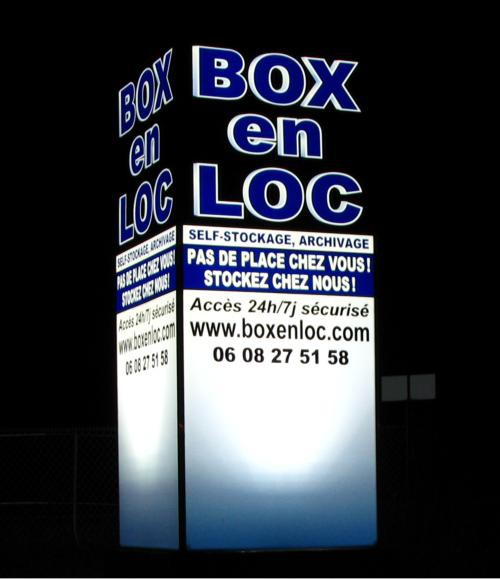 BOX
en
LOC
SELF-STOCKAGE, ARCHIVAGE
PAS DE PLACE CHEZ VOUS!
STOCKEZ CHEZ NOUS!
Accès 24h/7j sécurisé
www.boxenloc.com
06 08 27 51 58
BOX
en
LOC
SELF-STOCKAGE, ARCHIVAGE
PAS DE PLACE CHEZ VOUS!
STOCKEZ CHEZ NOUS!
Accès 24h/7j sécurisé
www.boxenloc.com
06 08 27 51 58